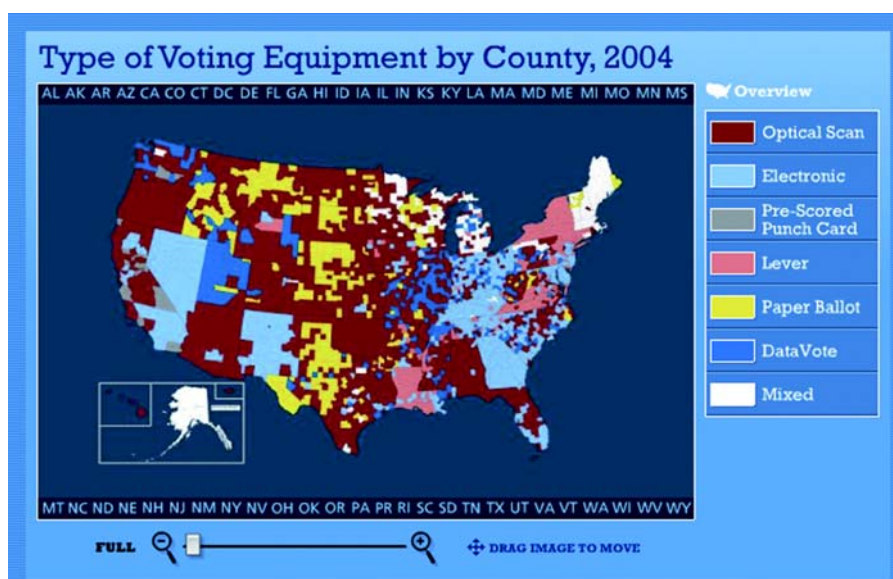 Type of Voting Equipment by County, 2004
AL AK AR AZ CA CO CT DC DE FL GA HI ID IA IL IN KS KY LA MA MD ME MI MO MN MS
Overview
Optical Scan
Electronic
Pre-Scored
Punch Card
Lever
Paper Ballot
DataVote
Mixed
MT NC ND NE NH NJ NM NY NV OH OK OR PA PR RI SC SD TN TX UT VA VT WA WI WV WY
FULL
DRAG IMAGE TO MOVE